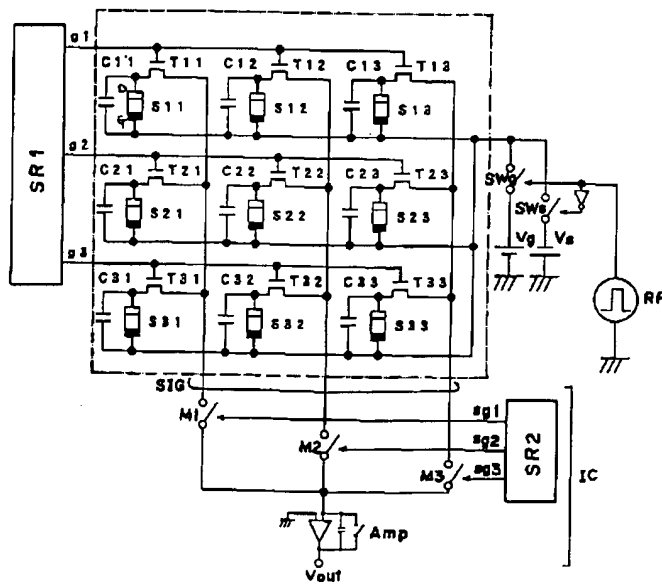 g1
C11 T11 C12 T12 C13 T13
D
S11 S12 S13
G
SR1
g2
C21 T21 C22 T22 C23 T23
S21 S22 S23
SWg
SWs
Vg Vs
g3
C31 T31 C32 T32 C33 T33
S31 S32 S33
RF
SIG
M1 sg1
M2 sg2
M3 sg3
SR2
IC
Amp
Vout